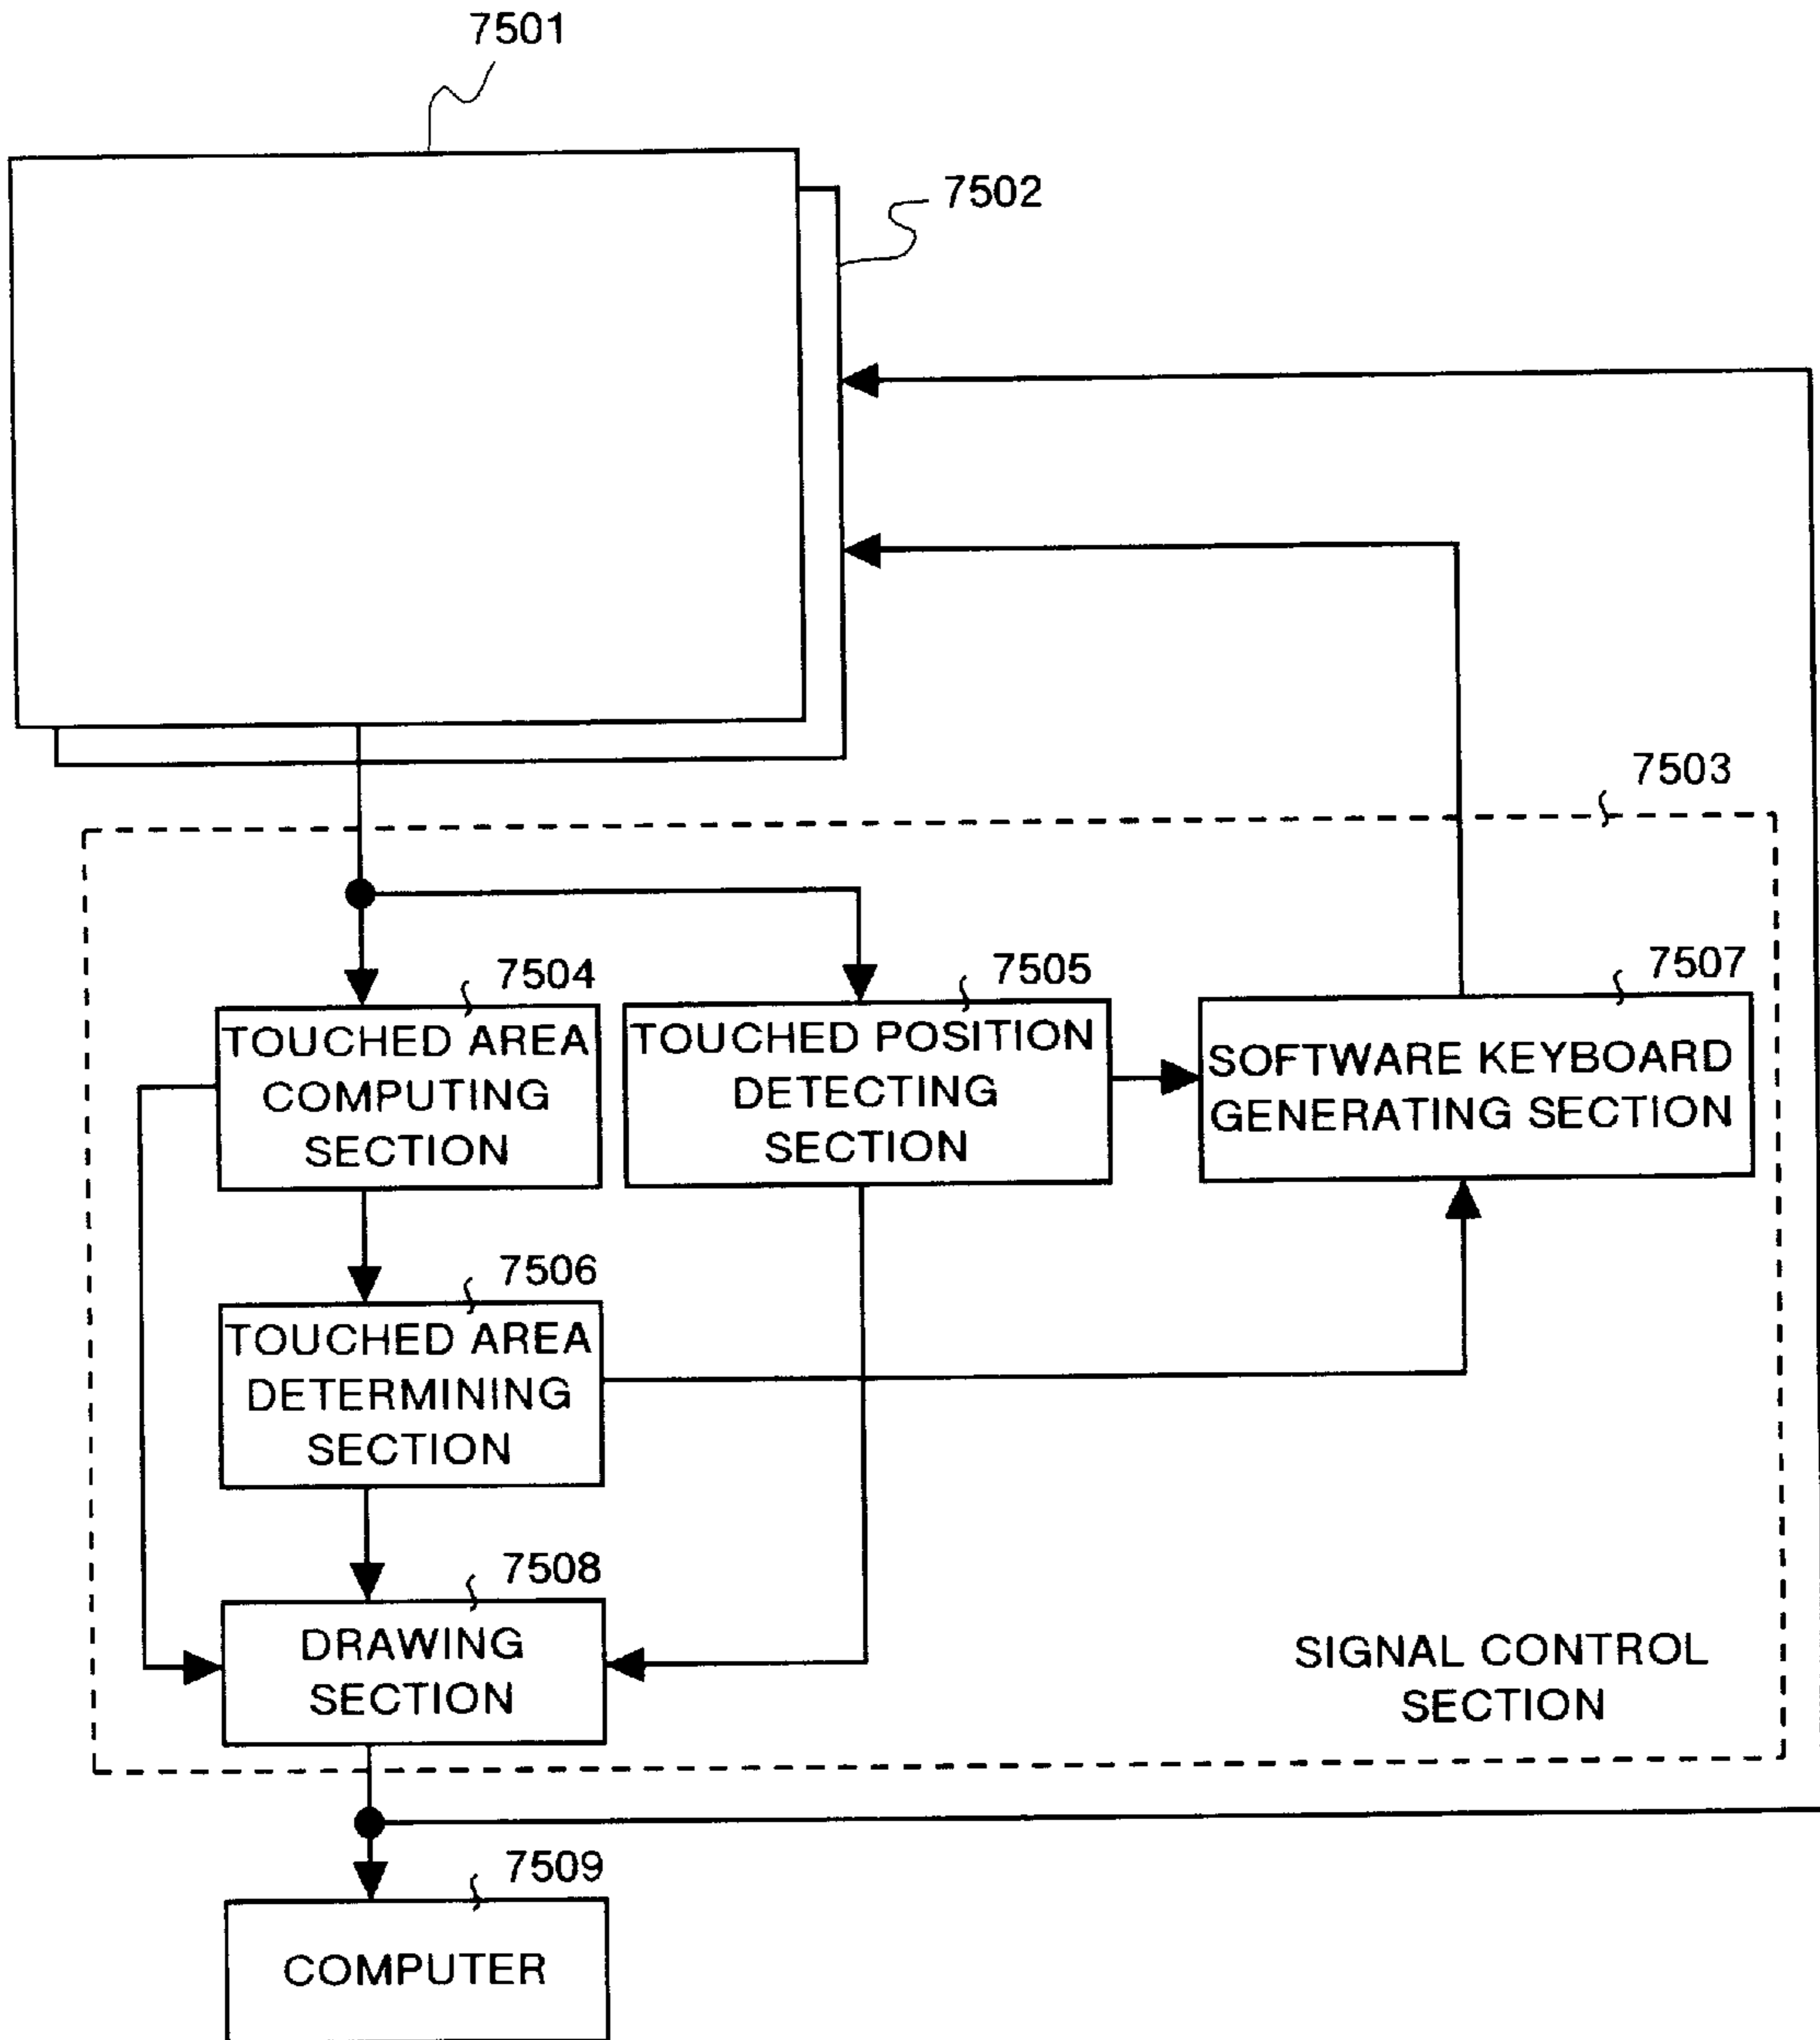 7501
7502
7503
7504
7505
7507
TOUCHED AREA
COMPUTING
SECTION
TOUCHED POSITION
DETECTING
SECTION
SOFTWARE KEYBOARD
GENERATING SECTION
7506
TOUCHED AREA
DETERMINING
SECTION
7508
DRAWING
SECTION
SIGNAL CONTROL
SECTION
7509
COMPUTER